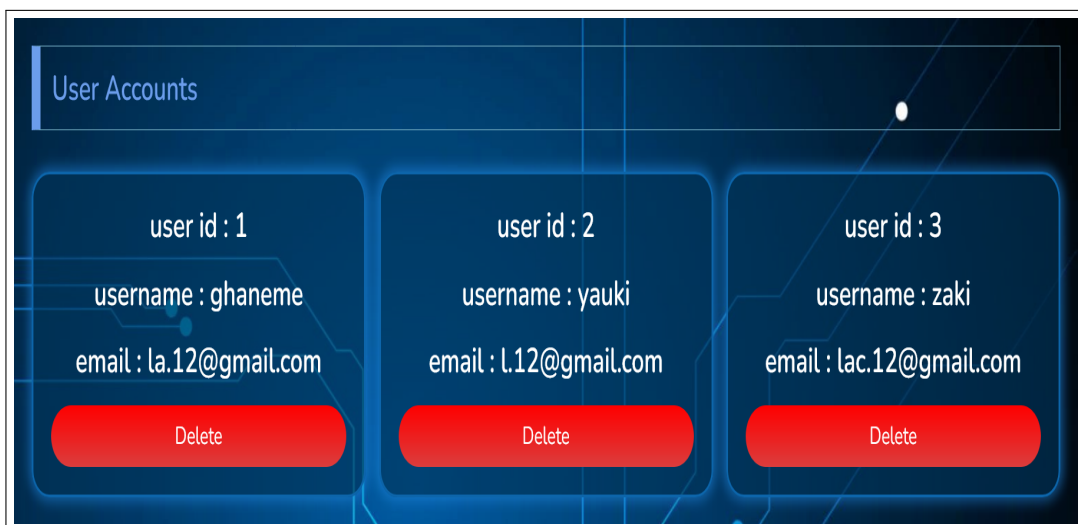 User Accounts
user id : 1
username : ghaneme
email : la.12@gmail.com
Delete
user id : 2
username : yauki
email : l.12@gmail.com
Delete
user id : 3
username : zaki
email : lac.12@gmail.com
Delete